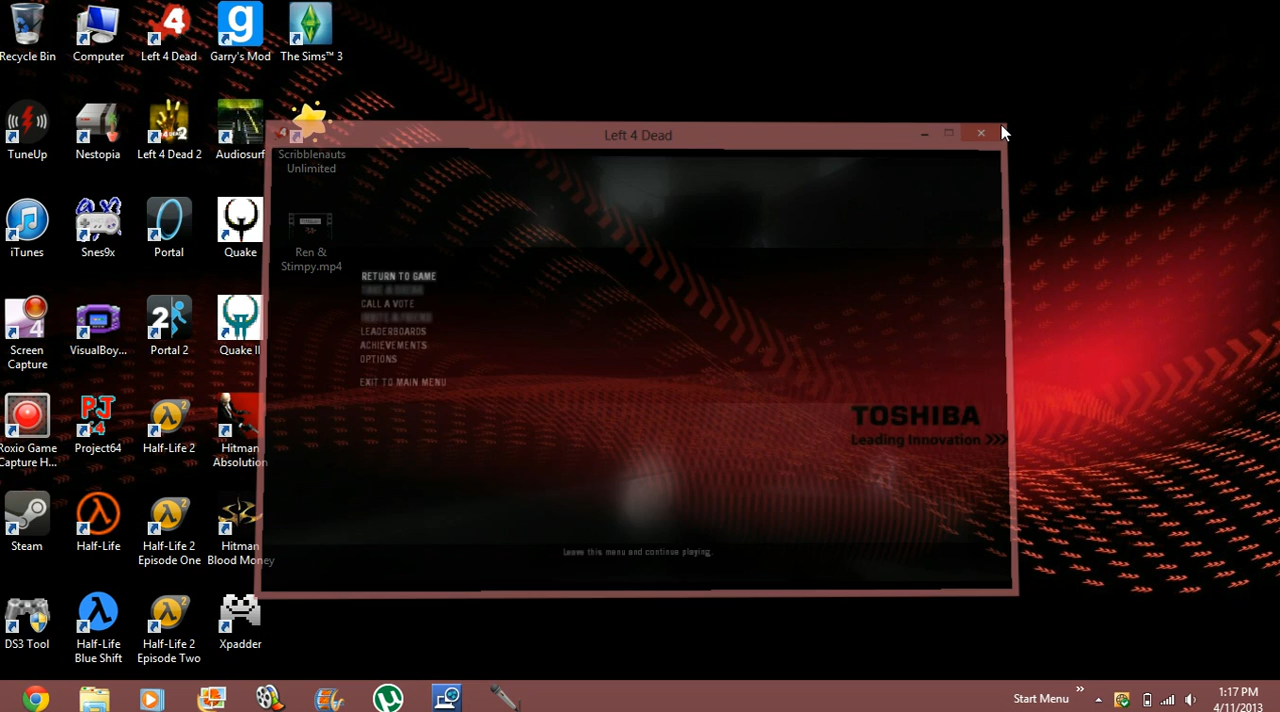 Recycle Bin
Computer
Left 4 Dead
Garry's Mod
The Sims™ 3
TuneUp
Nestopia
Left 4 Dead 2
Audiosurf
Scribblenauts
Unlimited
iTunes
Snes9x
Portal
Quake
Ren &
Stimpy.mp4
Screen
Capture
VisualBoy...
Portal 2
Quake II
Roxio Game
Capture H...
Project64
Half-Life 2
Hitman
Absolution
Steam
Half-Life
Half-Life 2
Episode One
Hitman
Blood Money
DS3 Tool
Half-Life
Blue Shift
Half-Life 2
Episode Two
Xpadder
Left 4 Dead
RETURN TO GAME
CALL A VOTE
LEADERBOARDS
ACHIEVEMENTS
OPTIONS
EXIT TO MAIN MENU
Leave this menu and continue playing.
TOSHIBA
Leading Innovation >>>
Start Menu
1:17 PM
4/11/2013